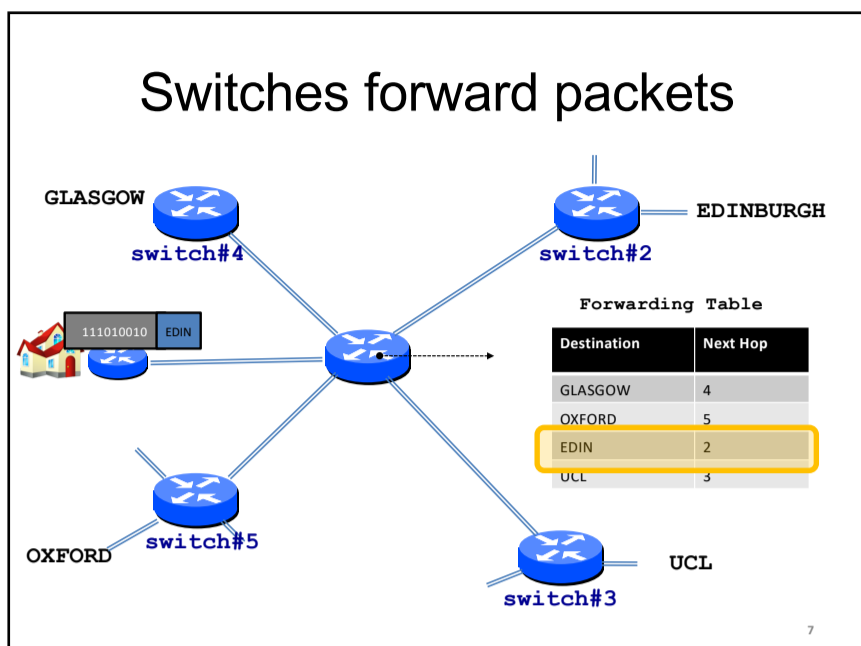 Switches forward packets
GLASGOW
switch#4
EDINBURGH
switch#2
111010010 EDIN
Forwarding Table
Destination Next Hop
GLASGOW 4
OXFORD 5
EDIN 2
UCL 3
OXFORD
switch#5
UCL
switch#3
7